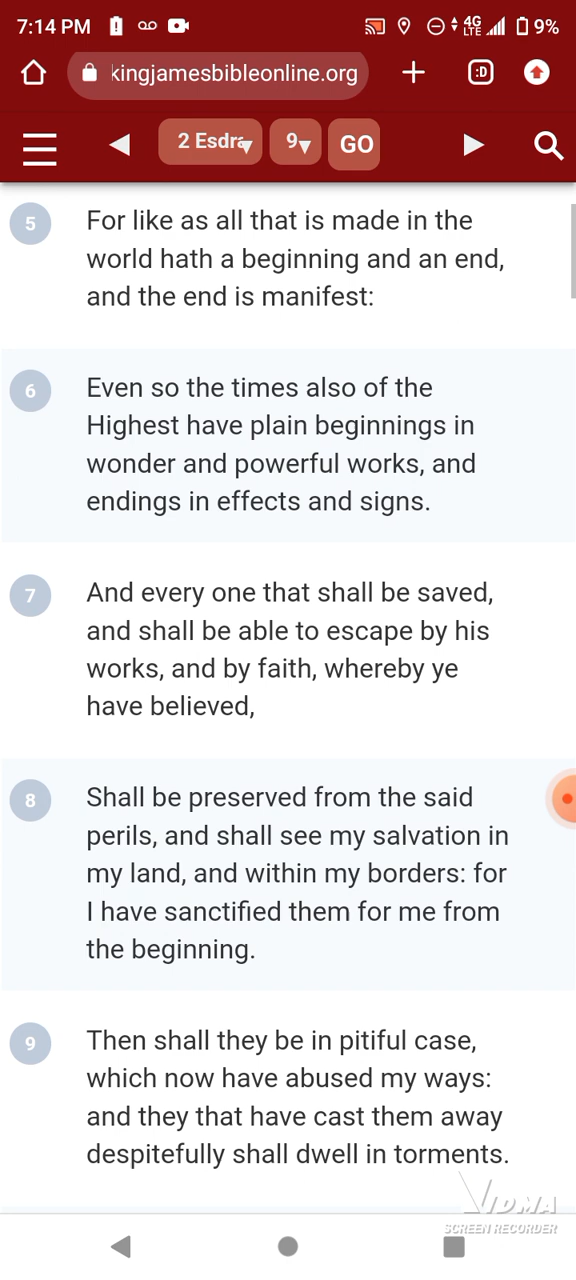 7:14 PM 4G LTE 9%
kingjamesbibleonline.org :D
2 Esdra 9 GO
5 For like as all that is made in the
world hath a beginning and an end,
and the end is manifest:
6 Even so the times also of the
Highest have plain beginnings in
wonder and powerful works, and
endings in effects and signs.
7 And every one that shall be saved,
and shall be able to escape by his
works, and by faith, whereby ye
have believed,
8 Shall be preserved from the said
perils, and shall see my salvation in
my land, and within my borders: for
I have sanctified them for me from
the beginning.
9 Then shall they be in pitiful case,
which now have abused my ways:
and they that have cast them away
despitefully shall dwell in torments.
VIDMA
SCREEN RECORDER